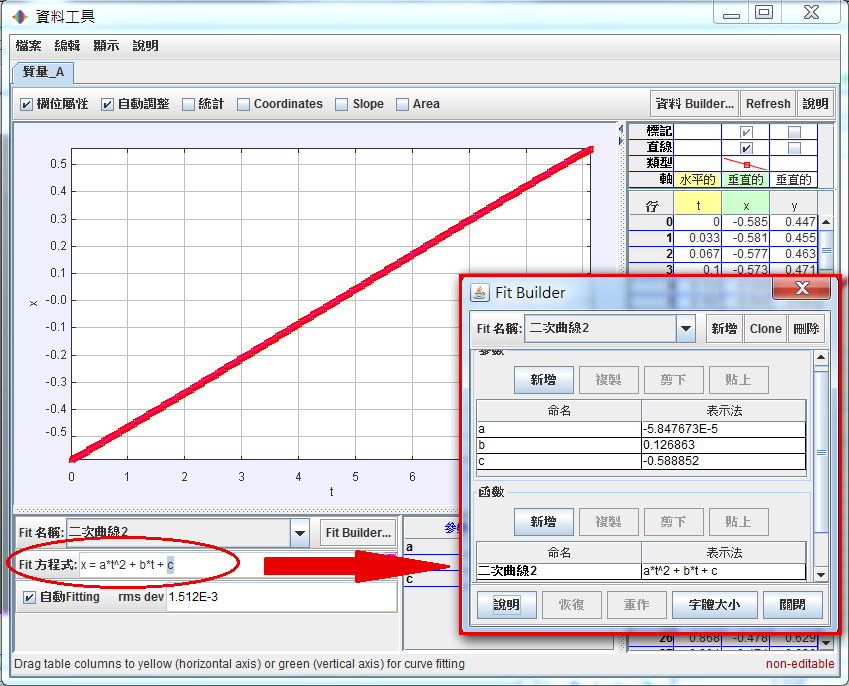 資料工具
檔案 編輯 顯示 說明
質量_A
欄位屬性 自動調整 統計 Coordinates Slope Area 資料 Builder... Refresh 說明
標記
直線
類型
軸 水平的 垂直的 垂直的
行 t x y
0 0 -0.585 0.447
1 0.033 -0.581 0.455
2 0.067 -0.577 0.463
3 0.1 -0.573 0.471
0.5
0.4
0.3
0.2
0.1
-0.0
-0.1
-0.2
-0.3
-0.4
-0.5
x
0 1 2 3 4 5 6
t
Fit 名稱: 二次曲線2 Fit Builder...
Fit 方程式: x = a*t^2 + b*t + c
自動Fitting rms dev 1.512E-3
a
c
Fit Builder
Fit 名稱: 二次曲線2 新增 Clone 刪除
參數
新增 複製 剪下 貼上
命名 表示法
a -5.847673E-5
b 0.126863
c -0.588852
函數
新增 複製 剪下 貼上
命名 表示法
二次曲線2 a*t^2 + b*t + c
說明 恢復 重作 字體大小 關閉
26 0.868 -0.478 0.629
Drag table columns to yellow (horizontal axis) or green (vertical axis) for curve fitting non-editable